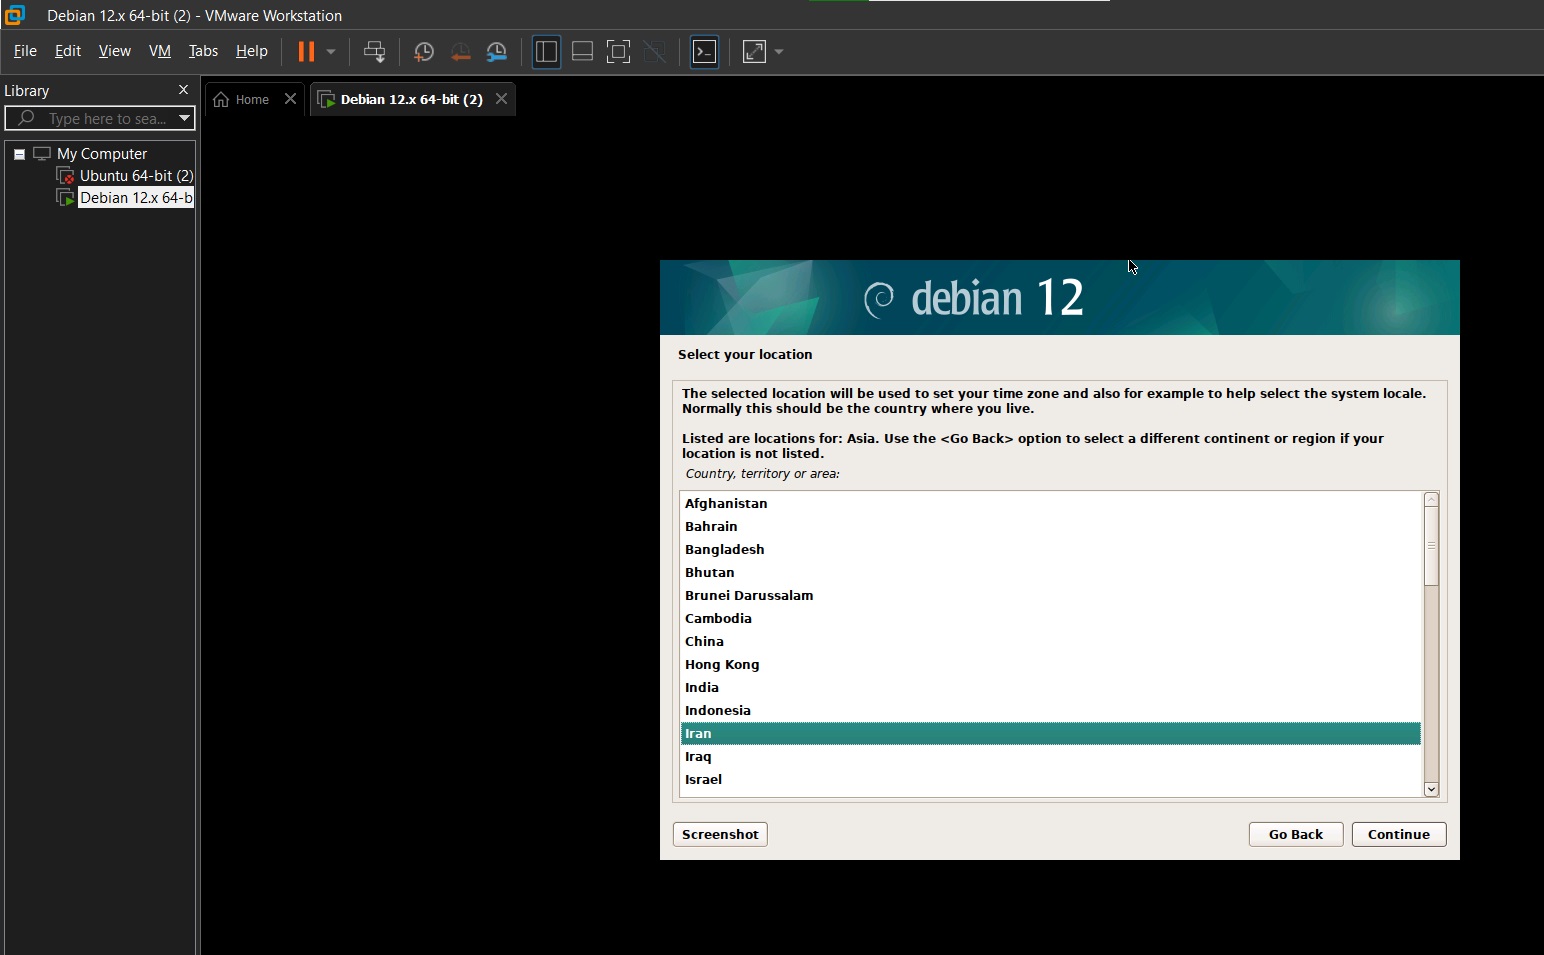 Debian 12.x 64-bit (2) - VMware Workstation
File Edit View VM Tabs Help
Library
Home
Debian 12.x 64-bit (2)
Type here to sea...
My Computer
Ubuntu 64-bit (2)
Debian 12.x 64-b
debian 12
Select your location
The selected location will be used to set your time zone and also for example to help select the system locale.
Normally this should be the country where you live.
Listed are locations for: Asia. Use the <Go Back> option to select a different continent or region if your
location is not listed.
Country, territory or area:
Afghanistan
Bahrain
Bangladesh
Bhutan
Brunei Darussalam
Cambodia
China
Hong Kong
India
Indonesia
Iran
Iraq
Israel
Screenshot
Go Back
Continue